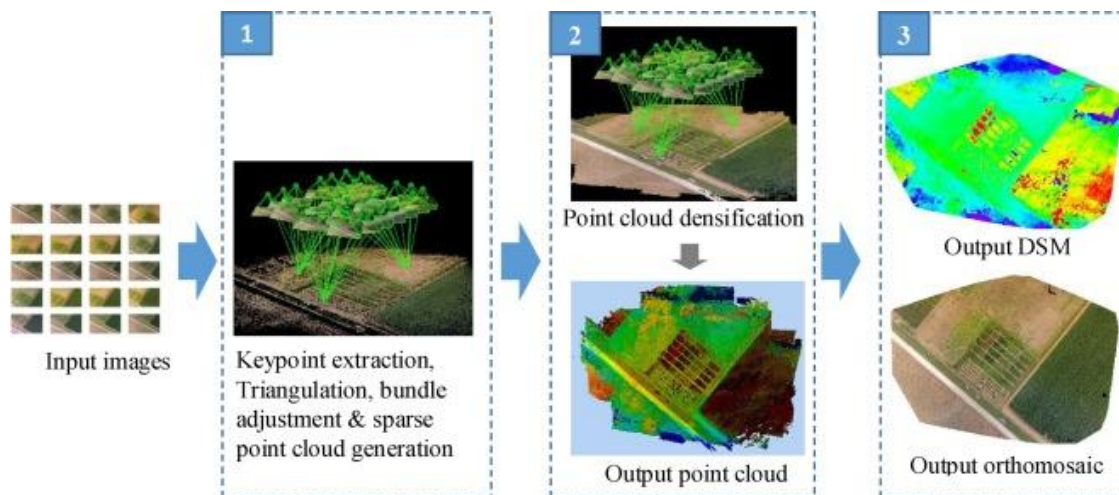 1
2
3
Input images
Keypoint extraction,
Triangulation, bundle
adjustment & sparse
point cloud generation
Point cloud densification
Output point cloud
Output DSM
Output orthomosaic